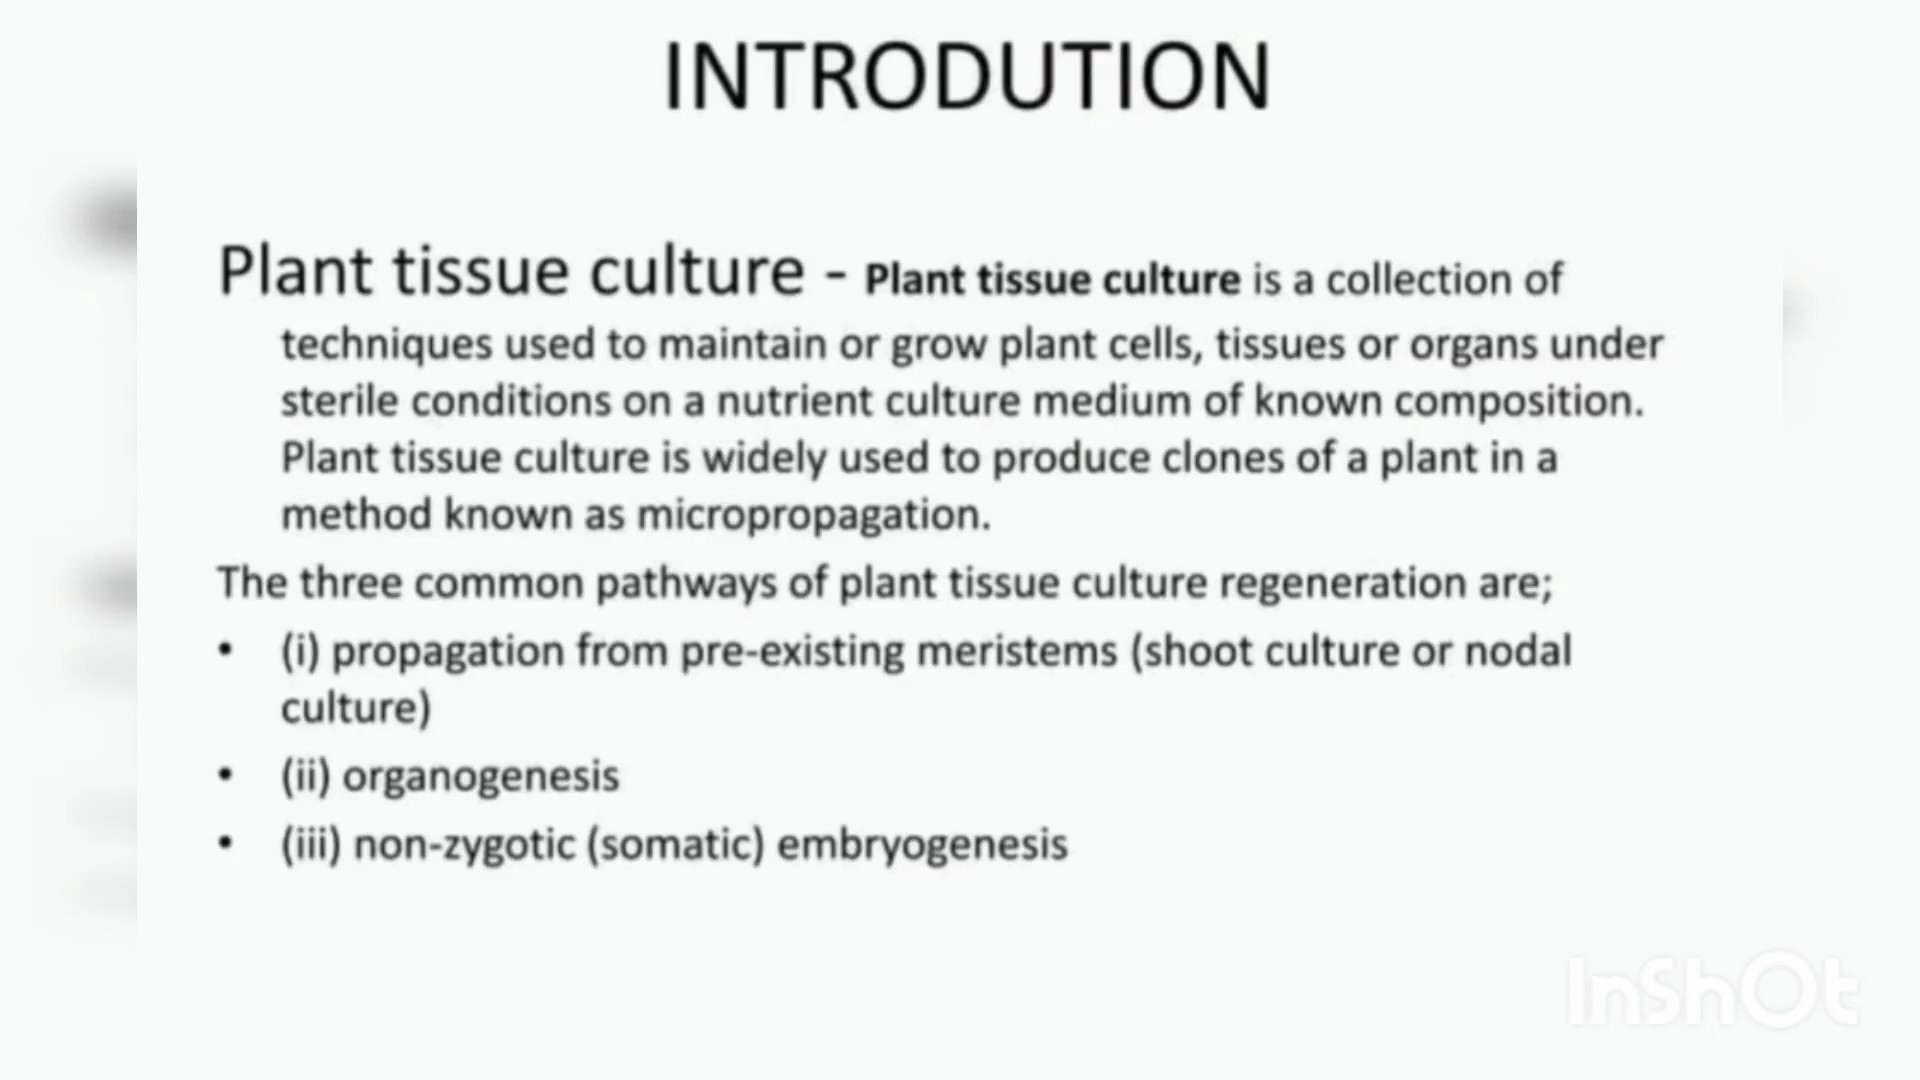 INTRODUTION
Plant tissue culture - Plant tissue culture is a collection of
techniques used to maintain or grow plant cells, tissues or organs under
sterile conditions on a nutrient culture medium of known composition.
Plant tissue culture is widely used to produce clones of a plant in a
method known as micropropagation.
The three common pathways of plant tissue culture regeneration are;
• (i) propagation from pre-existing meristems (shoot culture or nodal
culture)
• (ii) organogenesis
• (iii) non-zygotic (somatic) embryogenesis
InShOt